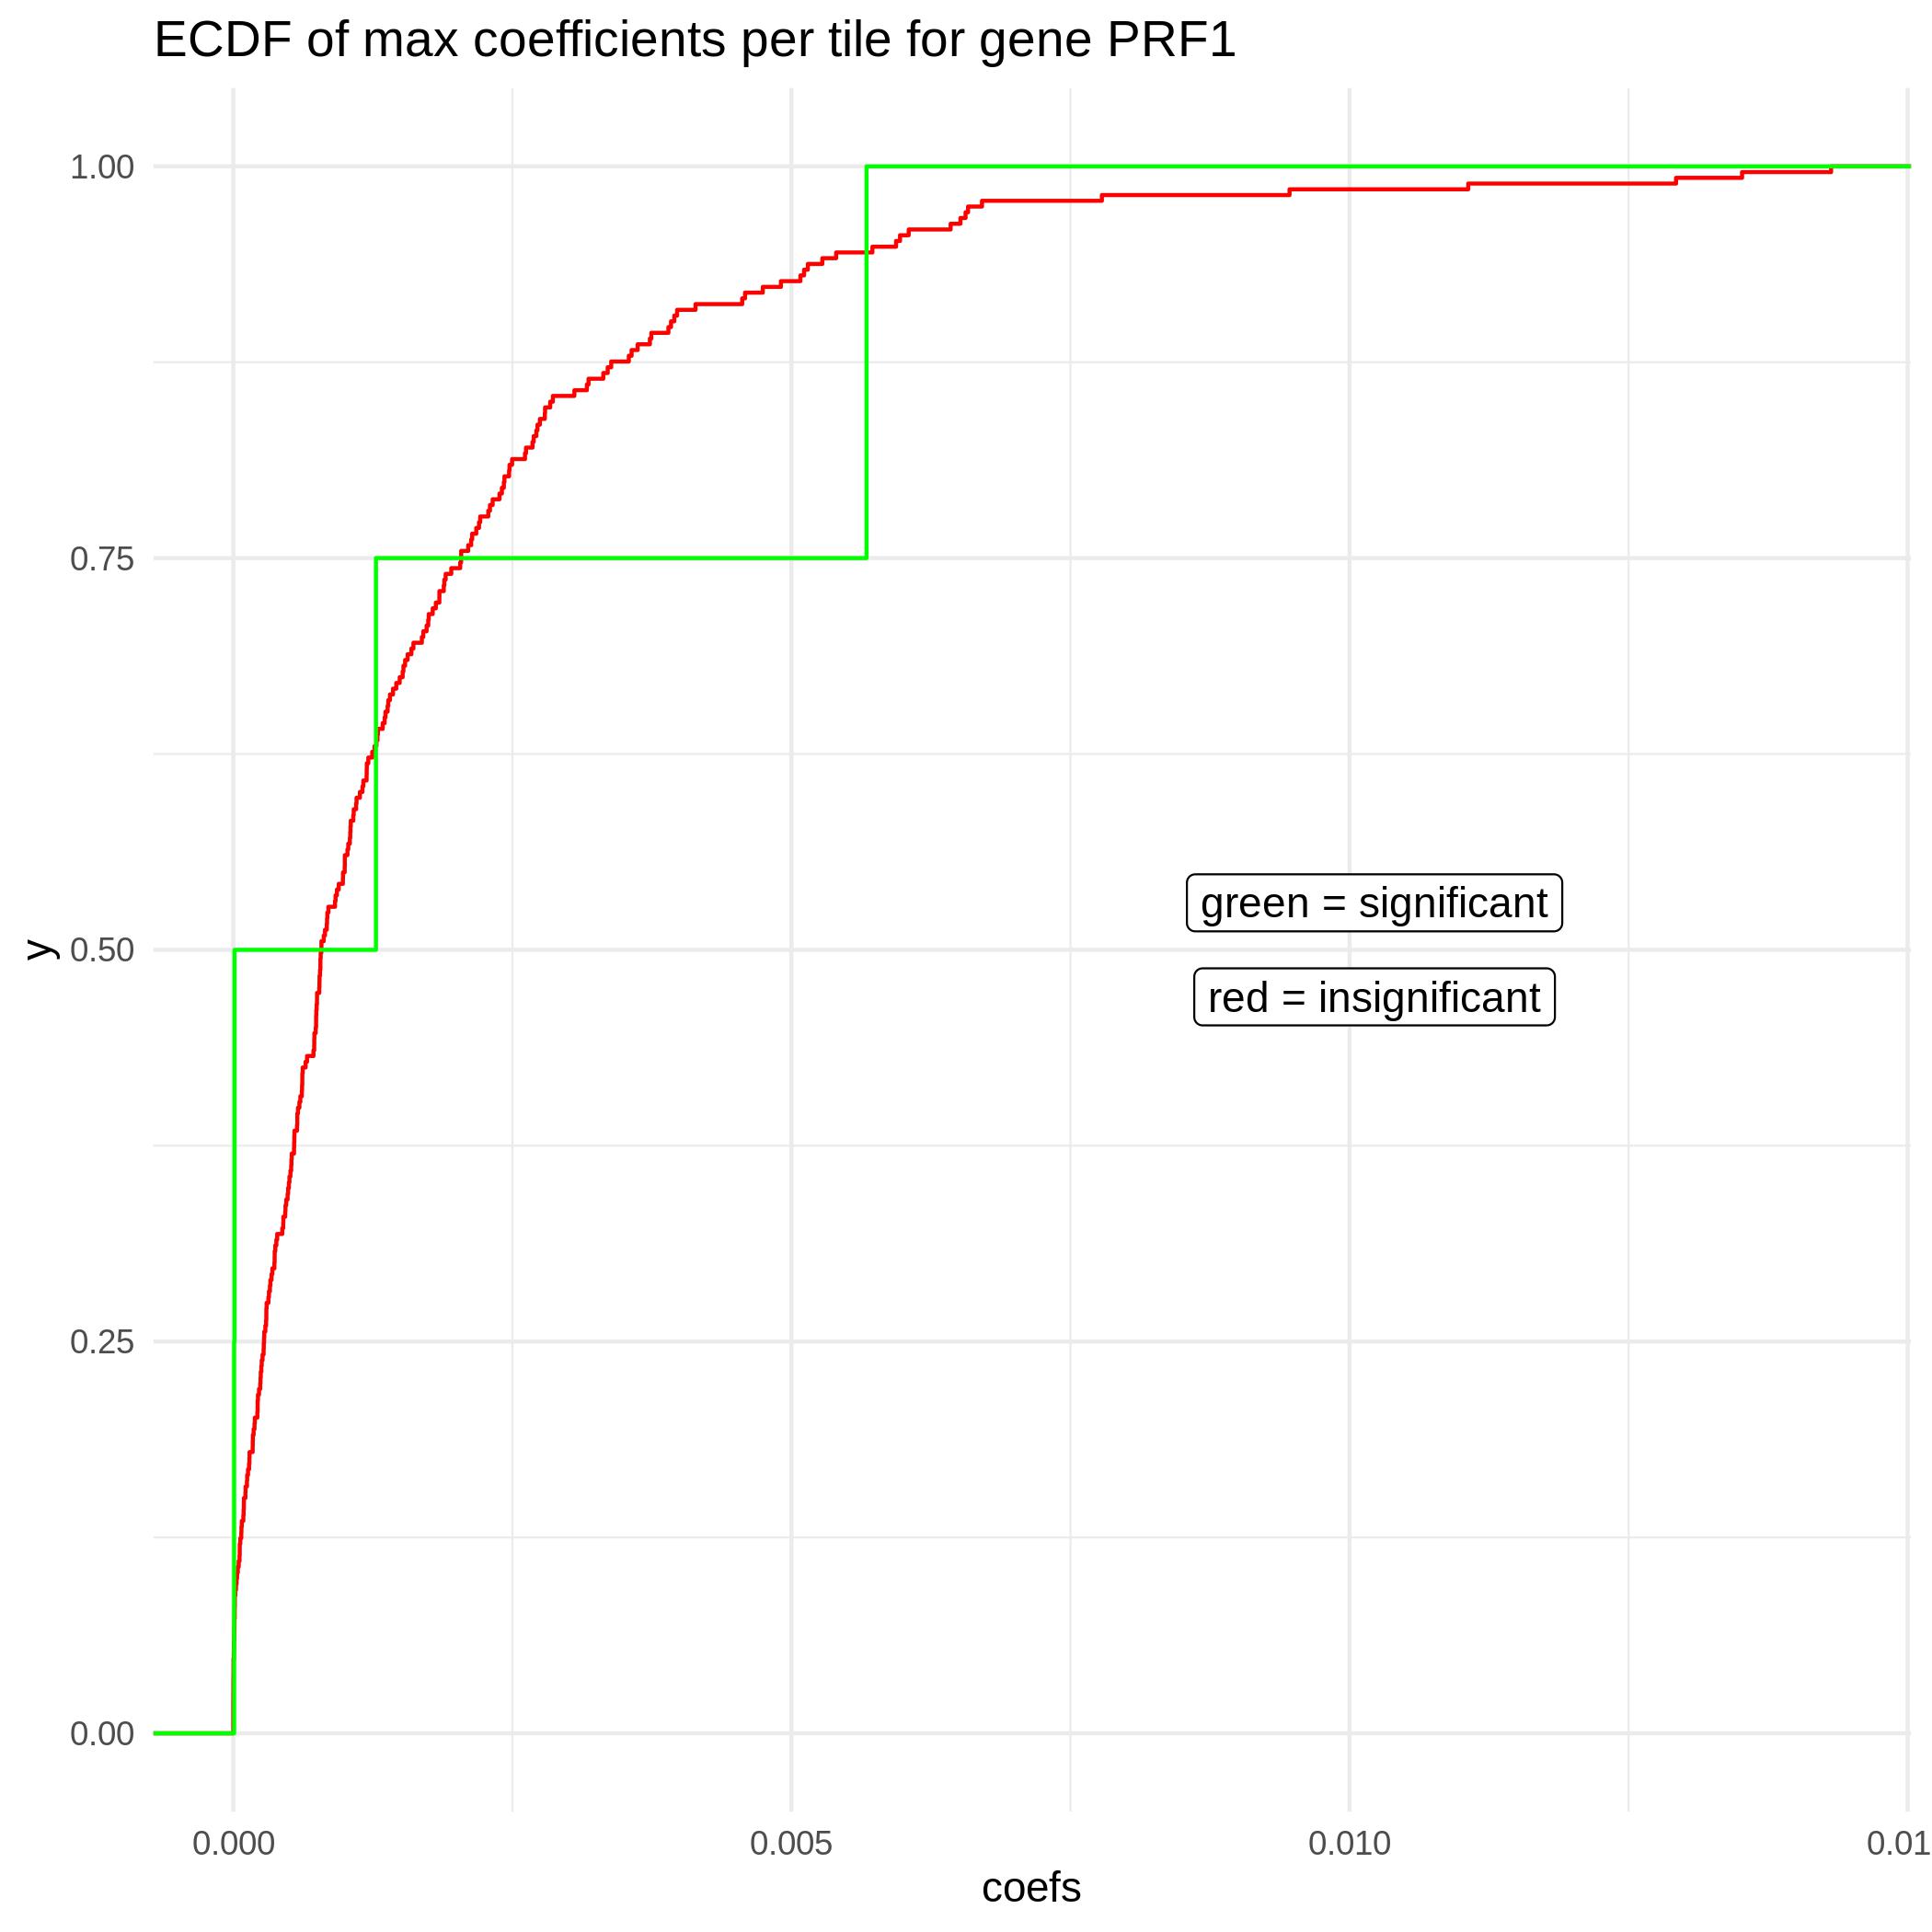 ECDF of max coefficients per tile for gene PRF1
1.00
0.75
0.50
0.25
0.00
y
green = significant
red = insignificant
0.000
0.005
0.010
0.01
coefs